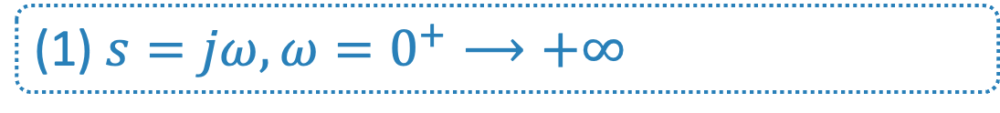 (1) s = jω, ω = 0⁺ ⟶ +∞